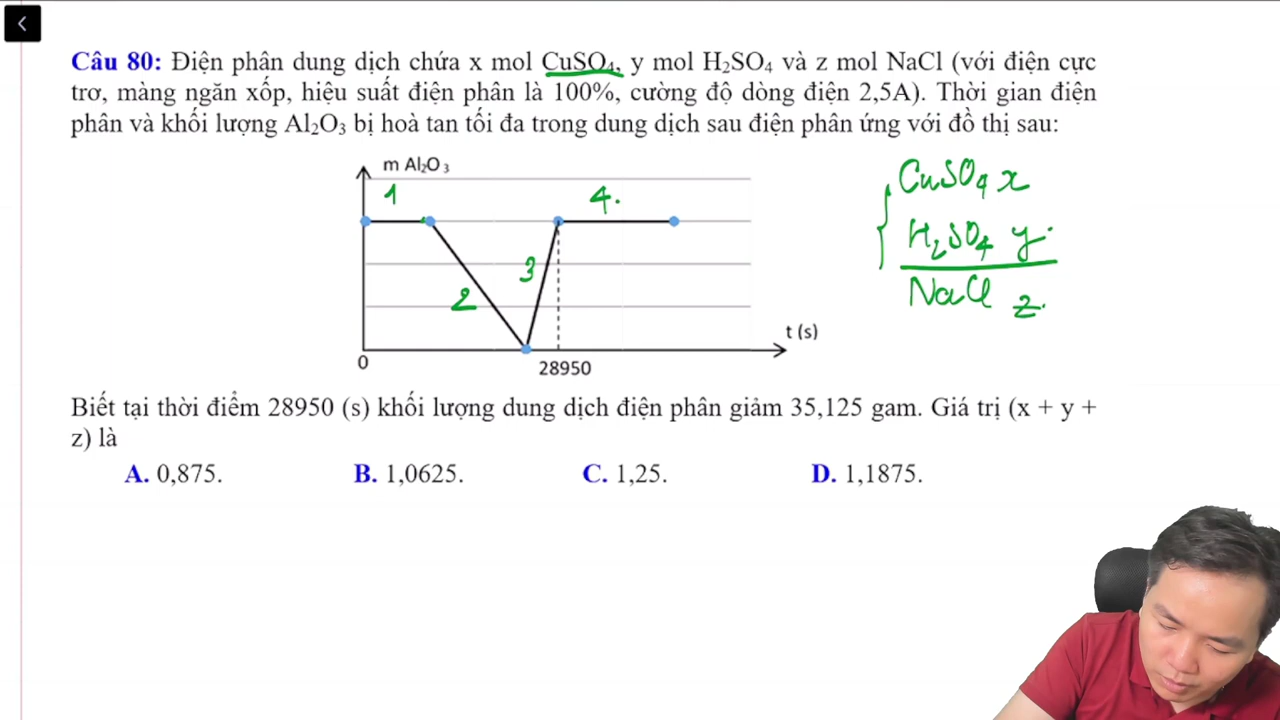 Câu 80: Điện phân dung dịch chứa x mol CuSO₄, y mol H₂SO₄ và z mol NaCl (với điện cực
trơ, màng ngăn xốp, hiệu suất điện phân là 100%, cường độ dòng điện 2,5A). Thời gian điện
phân và khối lượng Al₂O₃ bị hoà tan tối đa trong dung dịch sau điện phân ứng với đồ thị sau:
m Al₂O₃
1
4.
3
2
t (s)
0
28950
CuSO₄ x
H₂SO₄ y
NaCl z
Biết tại thời điểm 28950 (s) khối lượng dung dịch điện phân giảm 35,125 gam. Giá trị (x + y +
z) là
A. 0,875. B. 1,0625. C. 1,25. D. 1,1875.